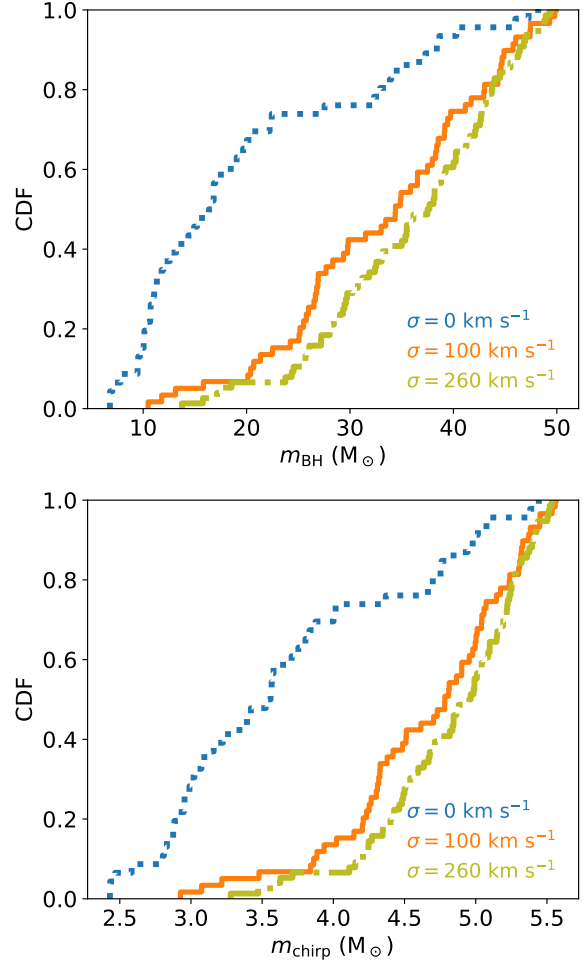 1.0
0.8
0.6
0.4
0.2
0.0
CDF
σ = 0 km s⁻¹
σ = 100 km s⁻¹
σ = 260 km s⁻¹
10 20 30 40 50
m_BH (M_⊙)
1.0
0.8
0.6
0.4
0.2
0.0
CDF
σ = 0 km s⁻¹
σ = 100 km s⁻¹
σ = 260 km s⁻¹
2.5 3.0 3.5 4.0 4.5 5.0 5.5
m_chirp (M_⊙)